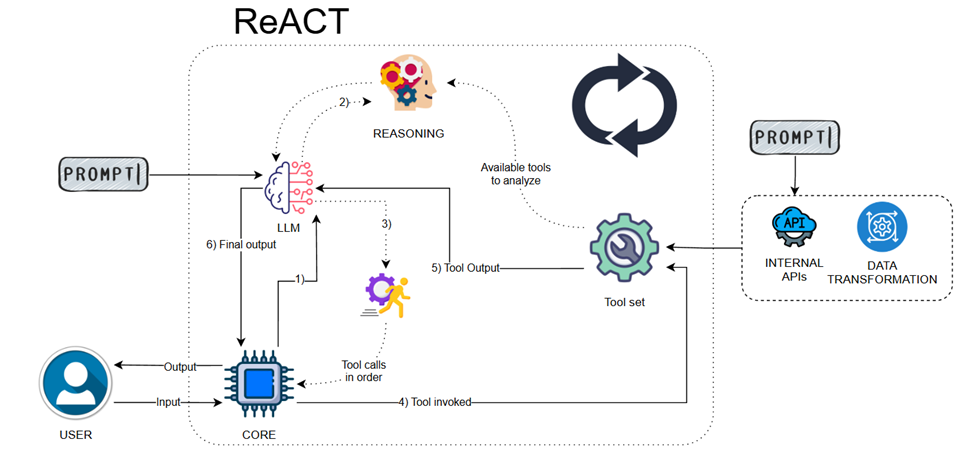 ReACT
2)
REASONING
PROMPT
PROMPT
Available tools
to analyze
LLM
3)
6) Final output
1)
5) Tool Output
API
INTERNAL
APIs
DATA
TRANSFORMATION
Tool set
Tool calls
in order
Output
Input
4) Tool invoked
USER
CORE